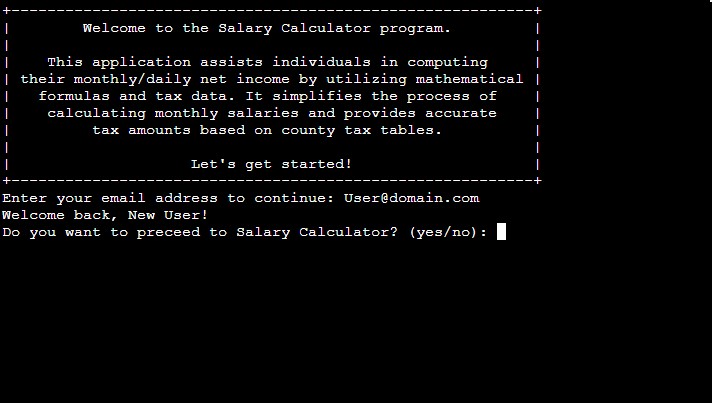 Welcome to the Salary Calculator program.
This application assists individuals in computing
their monthly/daily net income by utilizing mathematical
formulas and tax data. It simplifies the process of
calculating monthly salaries and provides accurate
tax amounts based on county tax tables.
Let's get started!
Enter your email address to continue: User@domain.com
Welcome back, New User!
Do you want to preceed to Salary Calculator? (yes/no):